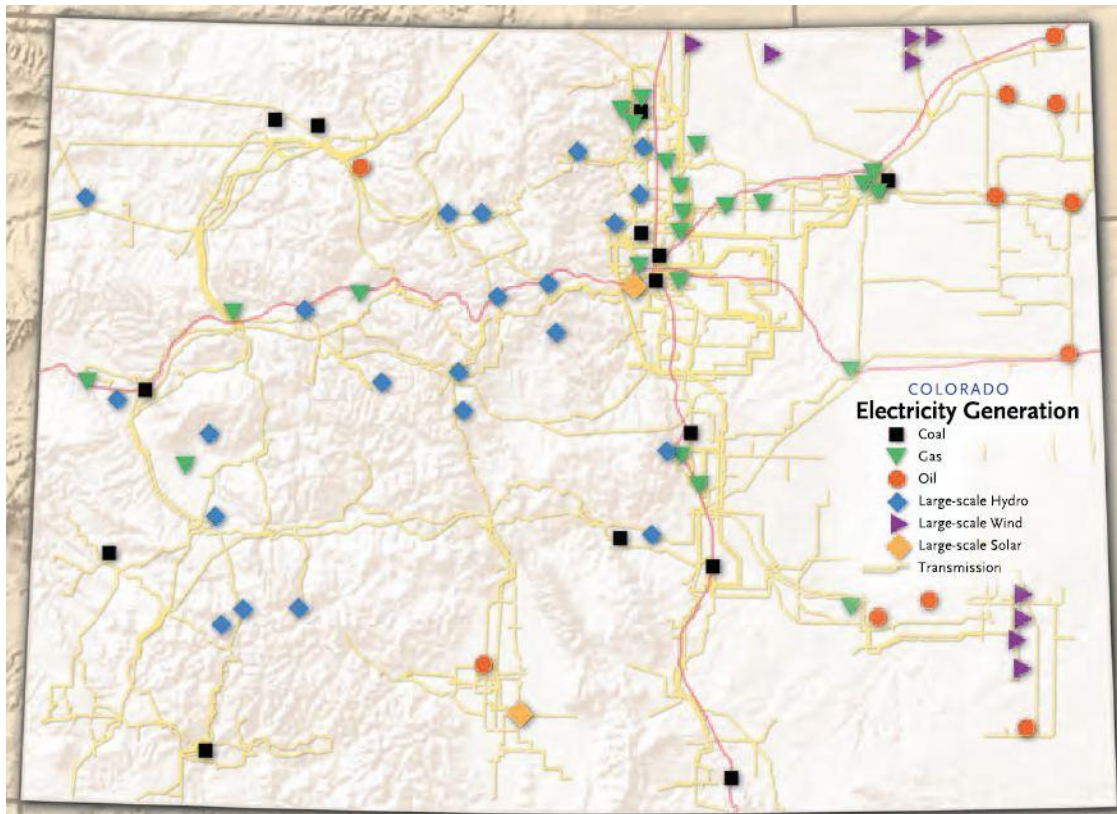 COLORADO
Electricity Generation
Coal
Gas
Oil
Large-scale Hydro
Large-scale Wind
Large-scale Solar
Transmission